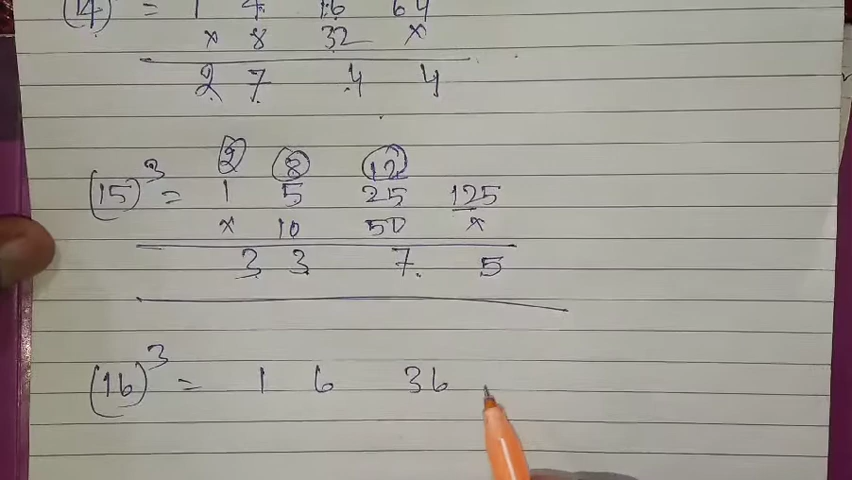 (14) = 1 4 16 64
× 8 32 ×
2 7 4 4
2 8 12
(15)³ = 1 5 25 125
× 10 50 ×
3 3 7 5
(16)³ = 1 6 36